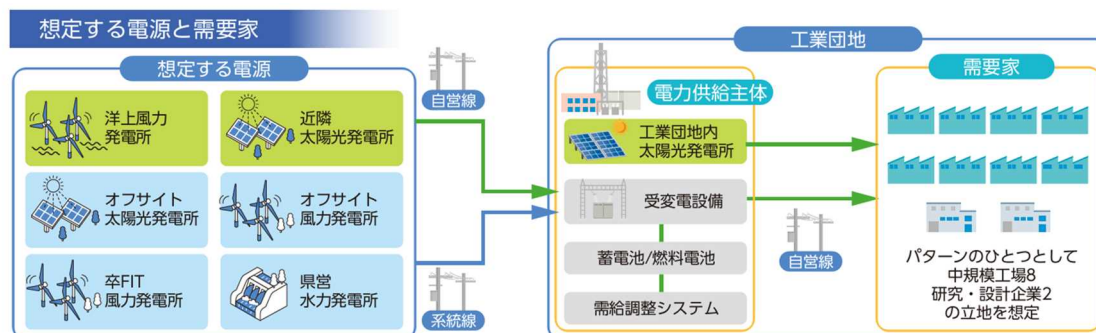 想定する電源と需要家
想定する電源
洋上風力
発電所
近隣
太陽光発電所
オフサイト
太陽光発電所
オフサイト
風力発電所
卒FIT
風力発電所
県営
水力発電所
自営線
系統線
工業団地
電力供給主体
工業団地内
太陽光発電所
受変電設備
蓄電池/燃料電池
需給調整システム
自営線
需要家
パターンのひとつとして
中規模工場8
研究・設計企業2
の立地を想定